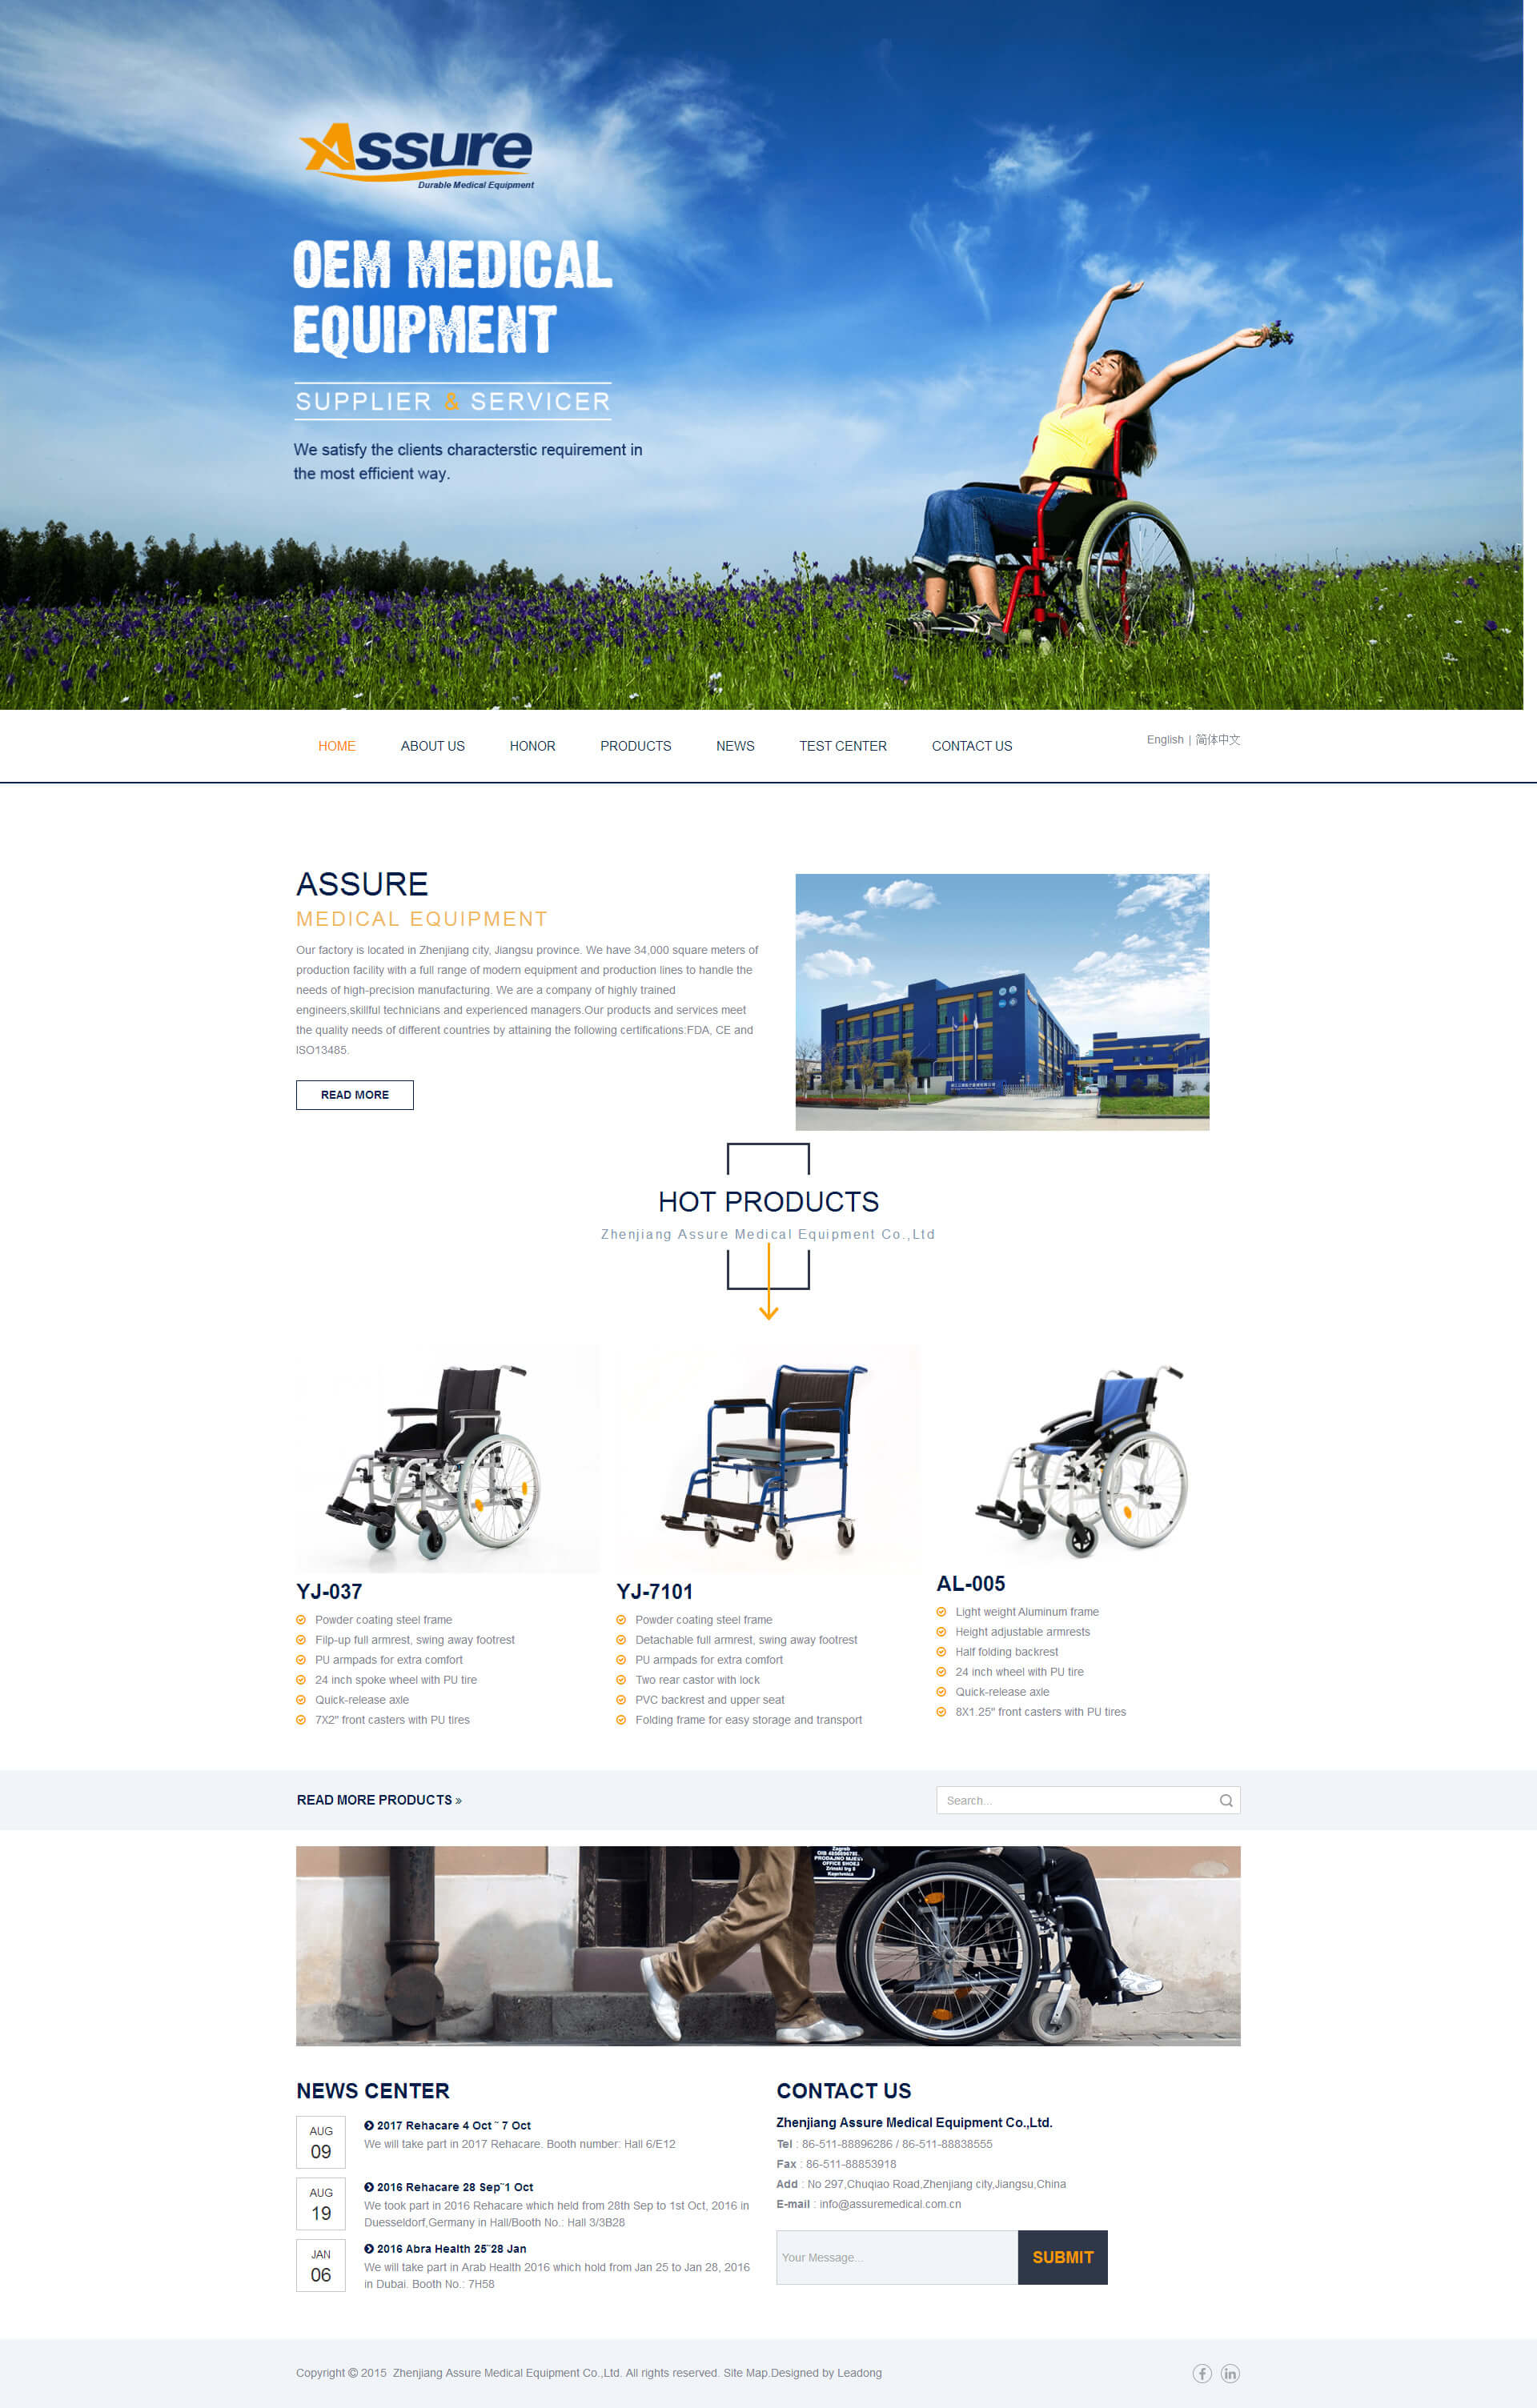 Assure
Durable Medical Equipment
OEM MEDICAL
EQUIPMENT
SUPPLIER & SERVICER
We satisfy the clients characterstic requirement in
the most efficient way.
HOME ABOUT US HONOR PRODUCTS NEWS TEST CENTER CONTACT US English | 简体中文
ASSURE
MEDICAL EQUIPMENT
Our factory is located in Zhenjiang city, Jiangsu province. We have 34,000 square meters of
production facility with a full range of modern equipment and production lines to handle the
needs of high-precision manufacturing. We are a company of highly trained
engineers,skillful technicians and experienced managers.Our products and services meet
the quality needs of different countries by attaining the following certifications:FDA, CE and
ISO13485.
READ MORE
HOT PRODUCTS
Zhenjiang Assure Medical Equipment Co.,Ltd
YJ-037
Powder coating steel frame
Filp-up full armrest, swing away footrest
PU armpads for extra comfort
24 inch spoke wheel with PU tire
Quick-release axle
7X2" front casters with PU tires
YJ-7101
Powder coating steel frame
Detachable full armrest, swing away footrest
PU armpads for extra comfort
Two rear castor with lock
PVC backrest and upper seat
Folding frame for easy storage and transport
AL-005
Light weight Aluminum frame
Height adjustable armrests
Half folding backrest
24 inch wheel with PU tire
Quick-release axle
8X1.25" front casters with PU tires
READ MORE PRODUCTS »
Search...
Zagreb
PRODAJNO MJES
OFFICE SHOES
Zrinski trg 8
Koprivnica
NEWS CENTER
AUG
09
2017 Rehacare 4 Oct ~ 7 Oct
We will take part in 2017 Rehacare. Booth number: Hall 6/E12
AUG
19
2016 Rehacare 28 Sep~1 Oct
We took part in 2016 Rehacare which held from 28th Sep to 1st Oct, 2016 in
Duesseldorf,Germany in Hall/Booth No.: Hall 3/3B28
JAN
06
2016 Abra Health 25~28 Jan
We will take part in Arab Health 2016 which hold from Jan 25 to Jan 28, 2016
in Dubai. Booth No.: 7H58
CONTACT US
Zhenjiang Assure Medical Equipment Co.,Ltd.
Tel : 86-511-88896286 / 86-511-88838555
Fax : 86-511-88853918
Add : No 297,Chuqiao Road,Zhenjiang city,Jiangsu,China
E-mail : info@assuremedical.com.cn
Your Message...
SUBMIT
Copyright © 2015 Zhenjiang Assure Medical Equipment Co.,Ltd. All rights reserved. Site Map.Designed by Leadong